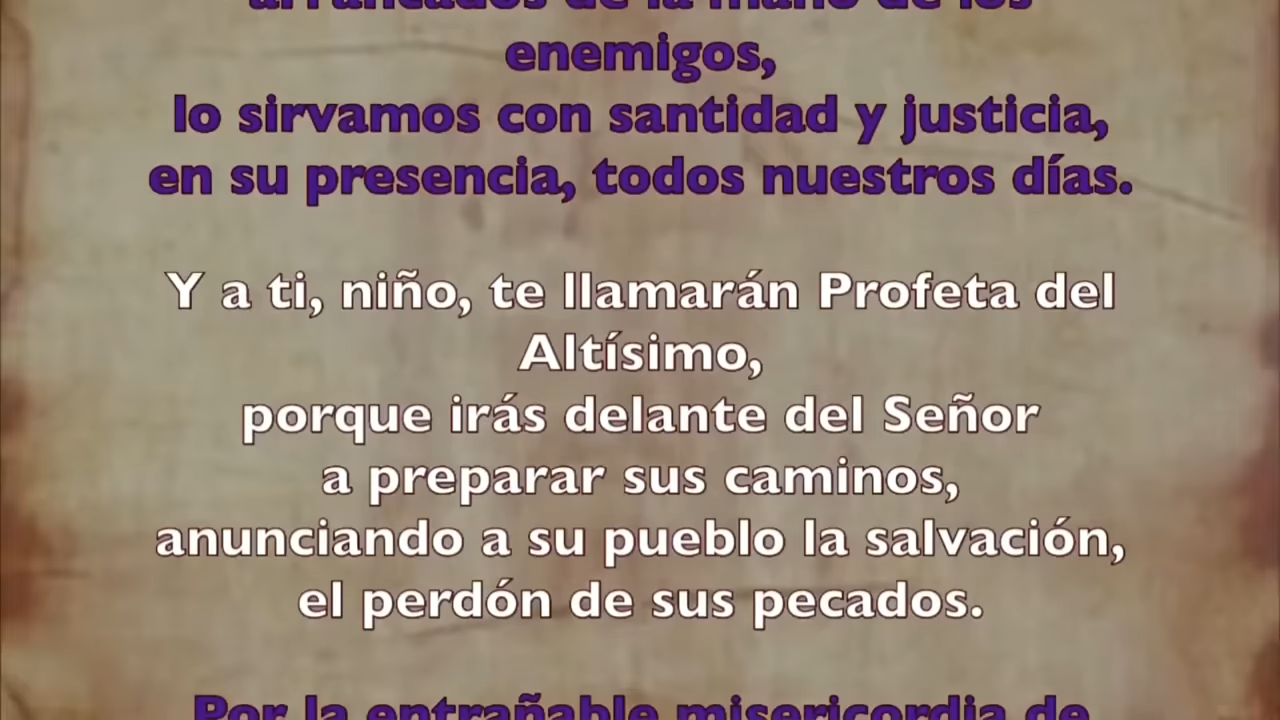 arrancados de la mano de los
enemigos,
lo sirvamos con santidad y justicia,
en su presencia, todos nuestros días.
Y a ti, niño, te llamarán Profeta del
Altísimo,
porque irás delante del Señor
a preparar sus caminos,
anunciando a su pueblo la salvación,
el perdón de sus pecados.
Por la entrañable misericordia de